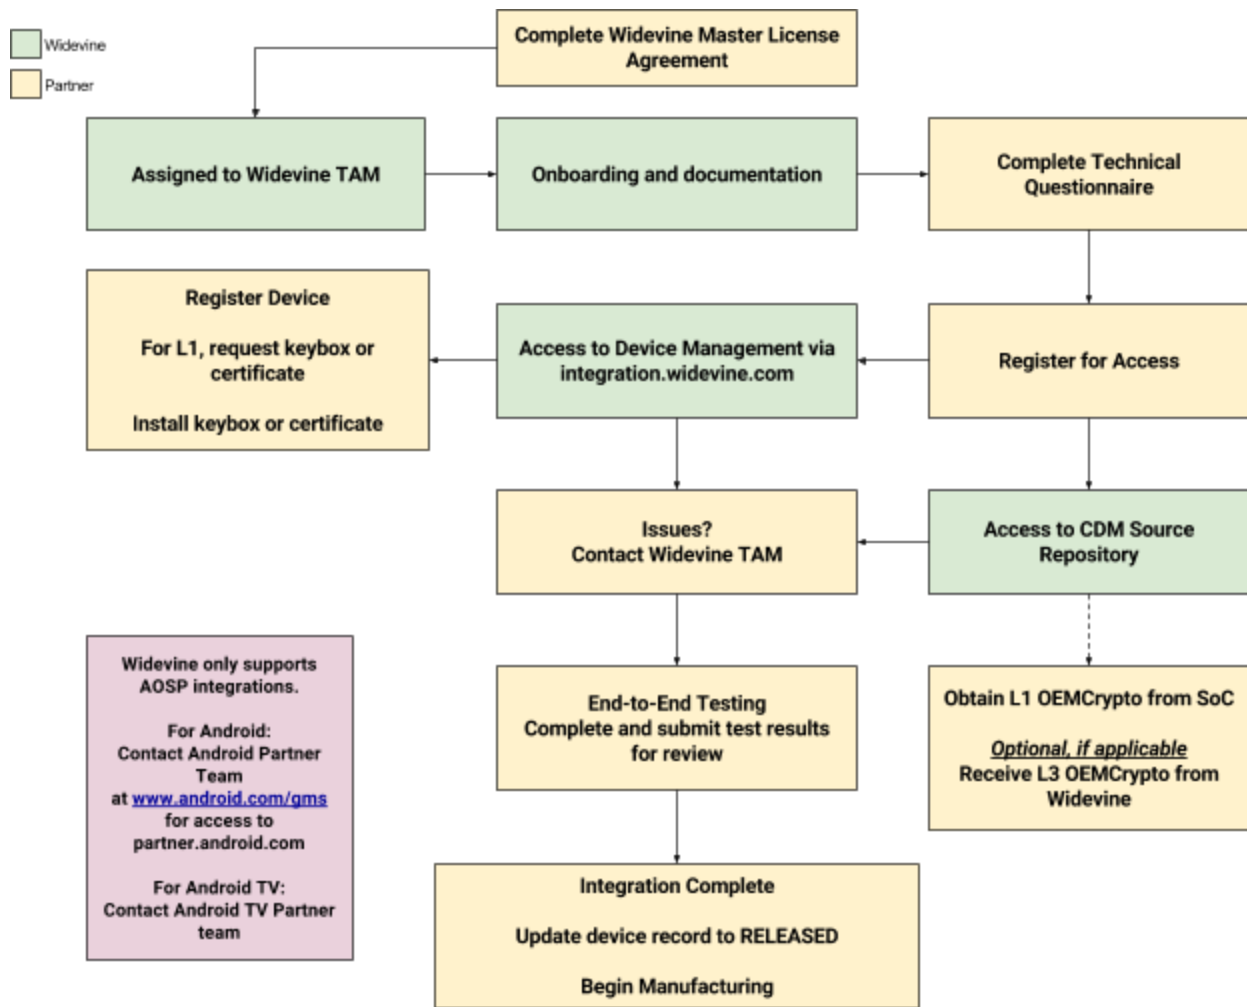 Widevine
Partner
Complete Widevine Master License
Agreement
Assigned to Widevine TAM
Onboarding and documentation
Complete Technical
Questionnaire
Register Device
For L1, request keybox or
certificate
Install keybox or certificate
Access to Device Management via
integration.widevine.com
Register for Access
Issues?
Contact Widevine TAM
Access to CDM Source
Repository
Widevine only supports
AOSP integrations.
For Android:
Contact Android Partner
Team
at www.android.com/gms
for access to
partner.android.com
For Android TV:
Contact Android TV Partner
team
End-to-End Testing
Complete and submit test results
for review
Obtain L1 OEMCrypto from SoC
Optional, if applicable
Receive L3 OEMCrypto from
Widevine
Integration Complete
Update device record to RELEASED
Begin Manufacturing